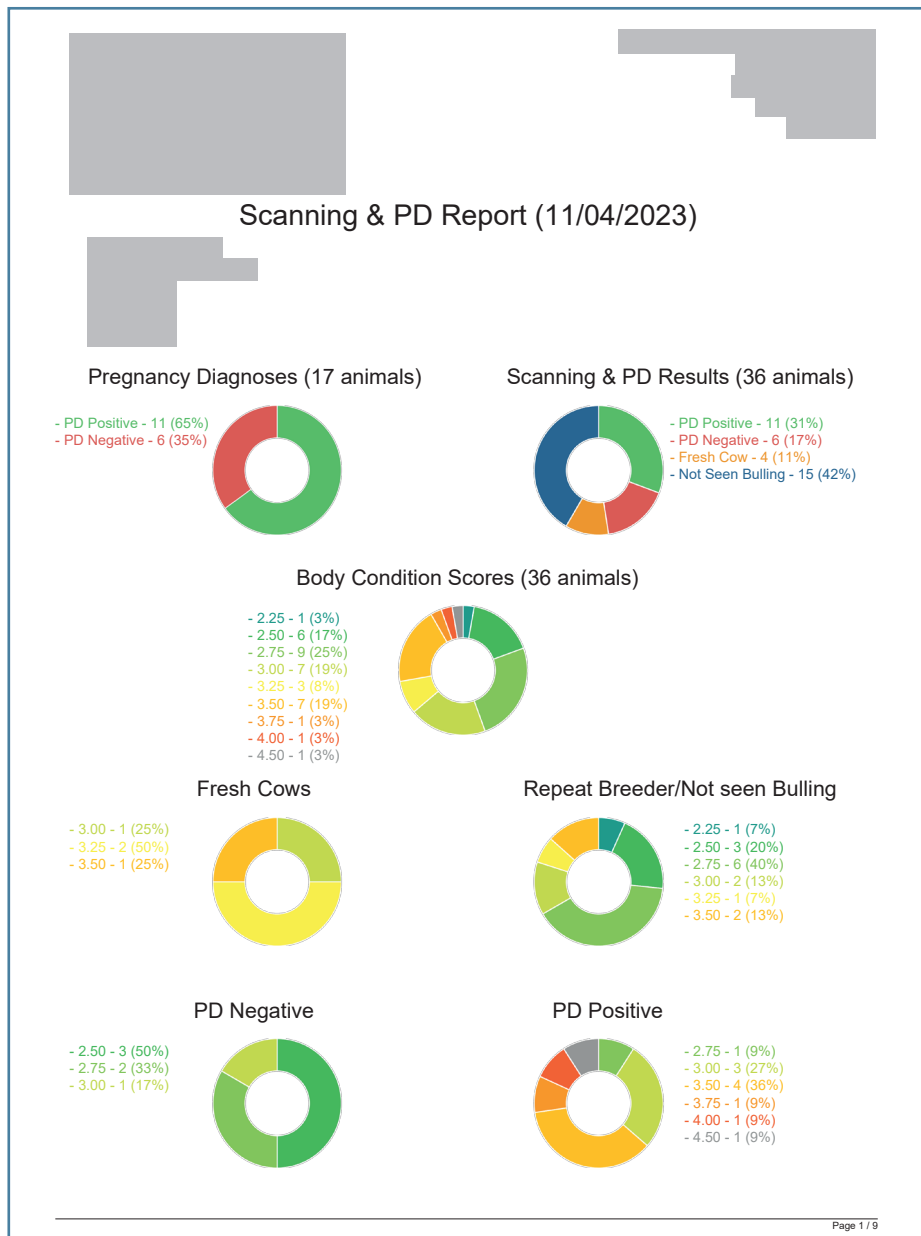 Scanning & PD Report (11/04/2023)
Pregnancy Diagnoses (17 animals)
- PD Positive - 11 (65%)
- PD Negative - 6 (35%)
Scanning & PD Results (36 animals)
- PD Positive - 11 (31%)
- PD Negative - 6 (17%)
- Fresh Cow - 4 (11%)
- Not Seen Bulling - 15 (42%)
Body Condition Scores (36 animals)
- 2.25 - 1 (3%)
- 2.50 - 6 (17%)
- 2.75 - 9 (25%)
- 3.00 - 7 (19%)
- 3.25 - 3 (8%)
- 3.50 - 7 (19%)
- 3.75 - 1 (3%)
- 4.00 - 1 (3%)
- 4.50 - 1 (3%)
Fresh Cows
- 3.00 - 1 (25%)
- 3.25 - 2 (50%)
- 3.50 - 1 (25%)
Repeat Breeder/Not seen Bulling
- 2.25 - 1 (7%)
- 2.50 - 3 (20%)
- 2.75 - 6 (40%)
- 3.00 - 2 (13%)
- 3.25 - 1 (7%)
- 3.50 - 2 (13%)
PD Negative
- 2.50 - 3 (50%)
- 2.75 - 2 (33%)
- 3.00 - 1 (17%)
PD Positive
- 2.75 - 1 (9%)
- 3.00 - 3 (27%)
- 3.50 - 4 (36%)
- 3.75 - 1 (9%)
- 4.00 - 1 (9%)
- 4.50 - 1 (9%)
Page 1 / 9